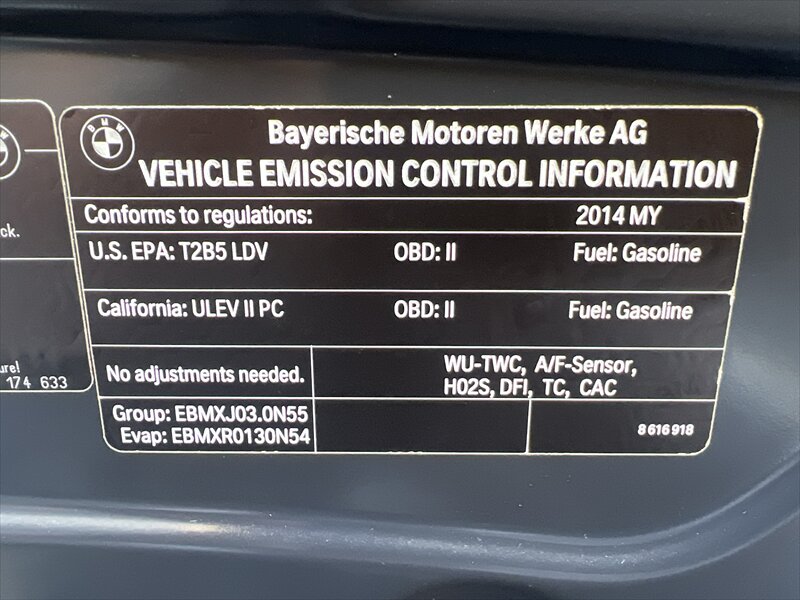 BMW
Bayerische Motoren Werke AG
VEHICLE EMISSION CONTROL INFORMATION
Conforms to regulations: 2014 MY
U.S. EPA: T2B5 LDV OBD: II Fuel: Gasoline
California: ULEV II PC OBD: II Fuel: Gasoline
No adjustments needed.
WU-TWC, A/F-Sensor,
H02S, DFI, TC, CAC
Group: EBMXJ03.0N55
Evap: EBMXR0130N54
8 616 918
ck.
ure!
174 633